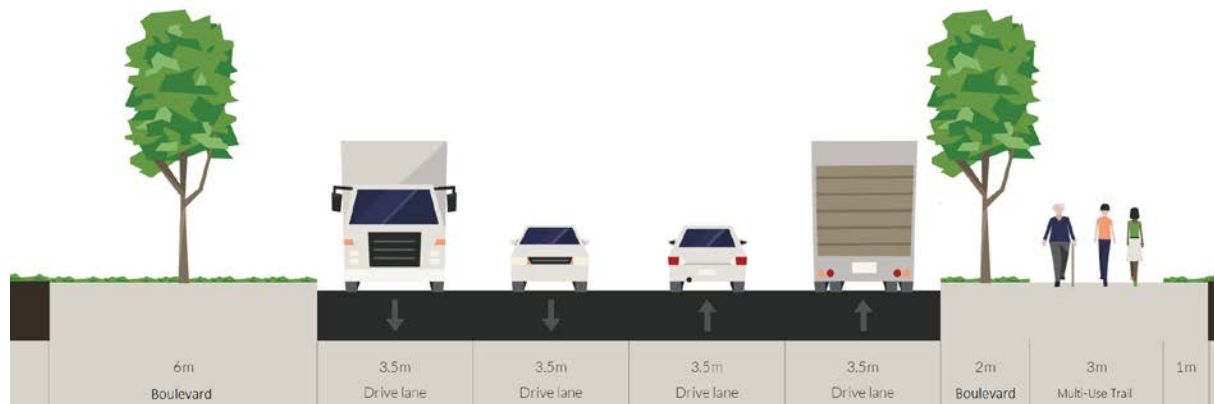 6m
Boulevard
3.5m
Drive lane
3.5m
Drive lane
3.5m
Drive lane
3.5m
Drive lane
2m
Boulevard
3m
Multi-Use Trail
1m